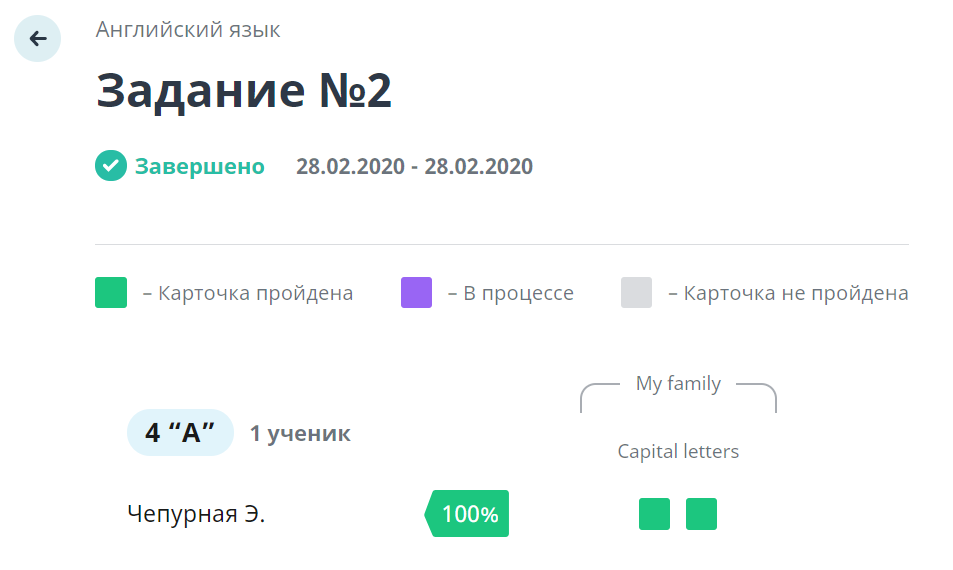 Английский язык
Задание №2
Завершено 28.02.2020 - 28.02.2020
– Карточка пройдена – В процессе – Карточка не пройдена
My family
4 “А” 1 ученик
Capital letters
Чепурная Э. 100%